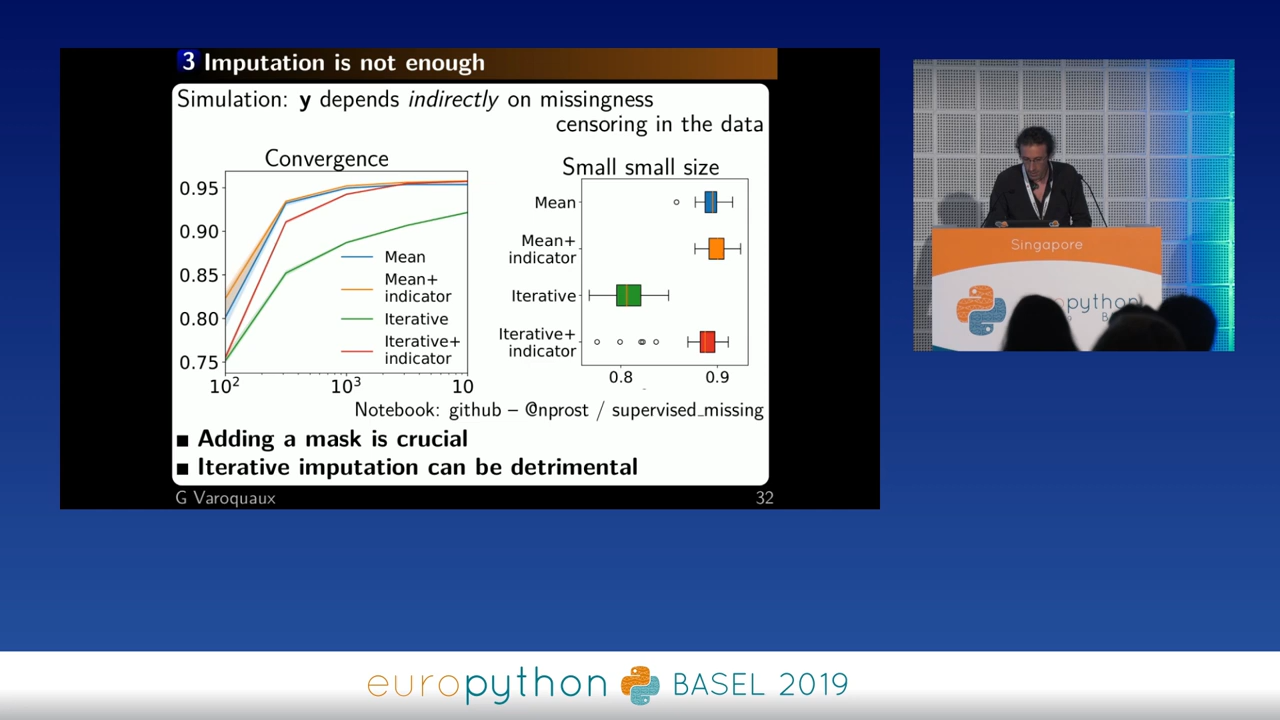 3 Imputation is not enough
Simulation: y depends indirectly on missingness
censoring in the data
Convergence
0.95
0.90
0.85
0.80
0.75
10²
10³
10
Mean
Mean+
indicator
Iterative
Iterative+
indicator
Small small size
Mean
Mean+
indicator
Iterative
Iterative+
indicator
0.8
0.9
Notebook: github – @nprost / supervised_missing
■ Adding a mask is crucial
■ Iterative imputation can be detrimental
G Varoquaux
32
Singapore
europython
BASEL 2019